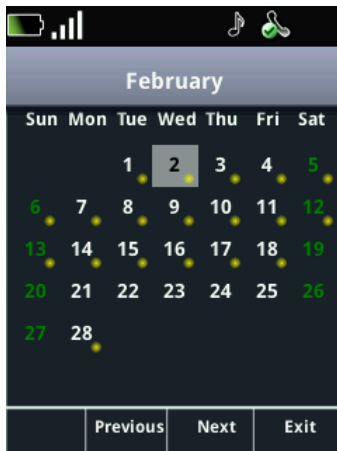 February
Sun Mon Tue Wed Thu Fri Sat
1 2 3 4 5
6 7 8 9 10 11 12
13 14 15 16 17 18 19
20 21 22 23 24 25 26
27 28
Previous Next Exit